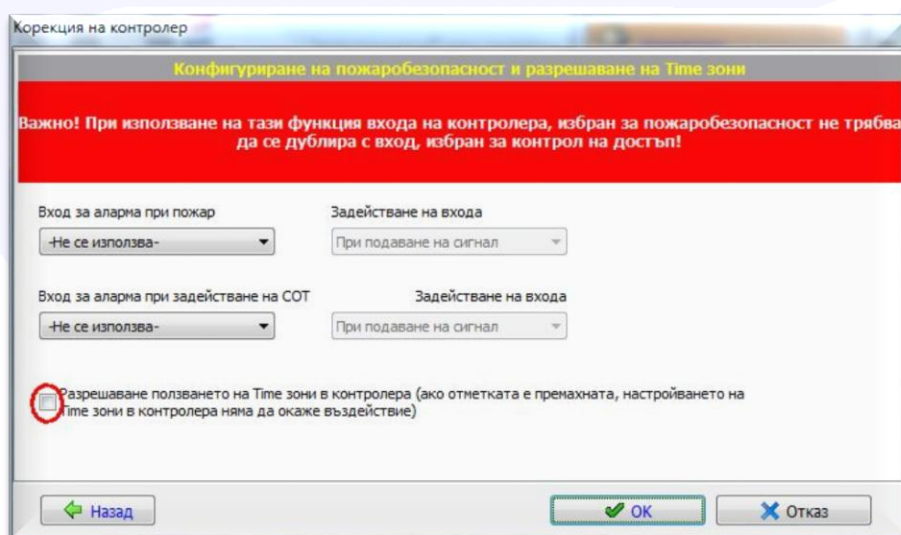 Корекция на контролер
Конфигуриране на пожаробезопасност и разрешаване на Time зони
Важно! При използване на тази функция входа на контролера, избран за пожаробезопасност не трябва
да се дублира с вход, избран за контрол на достъп!
Вход за аларма при пожар
Задействане на входа
-Не се използва-
При подаване на сигнал
Вход за аларма при задействане на СОТ
Задействане на входа
-Не се използва-
При подаване на сигнал
Разрешаване ползването на Time зони в контролера (ако отметката е премахната, настройването на
Time зони в контролера няма да окаже въздействие)
Назад
OK
Отказ